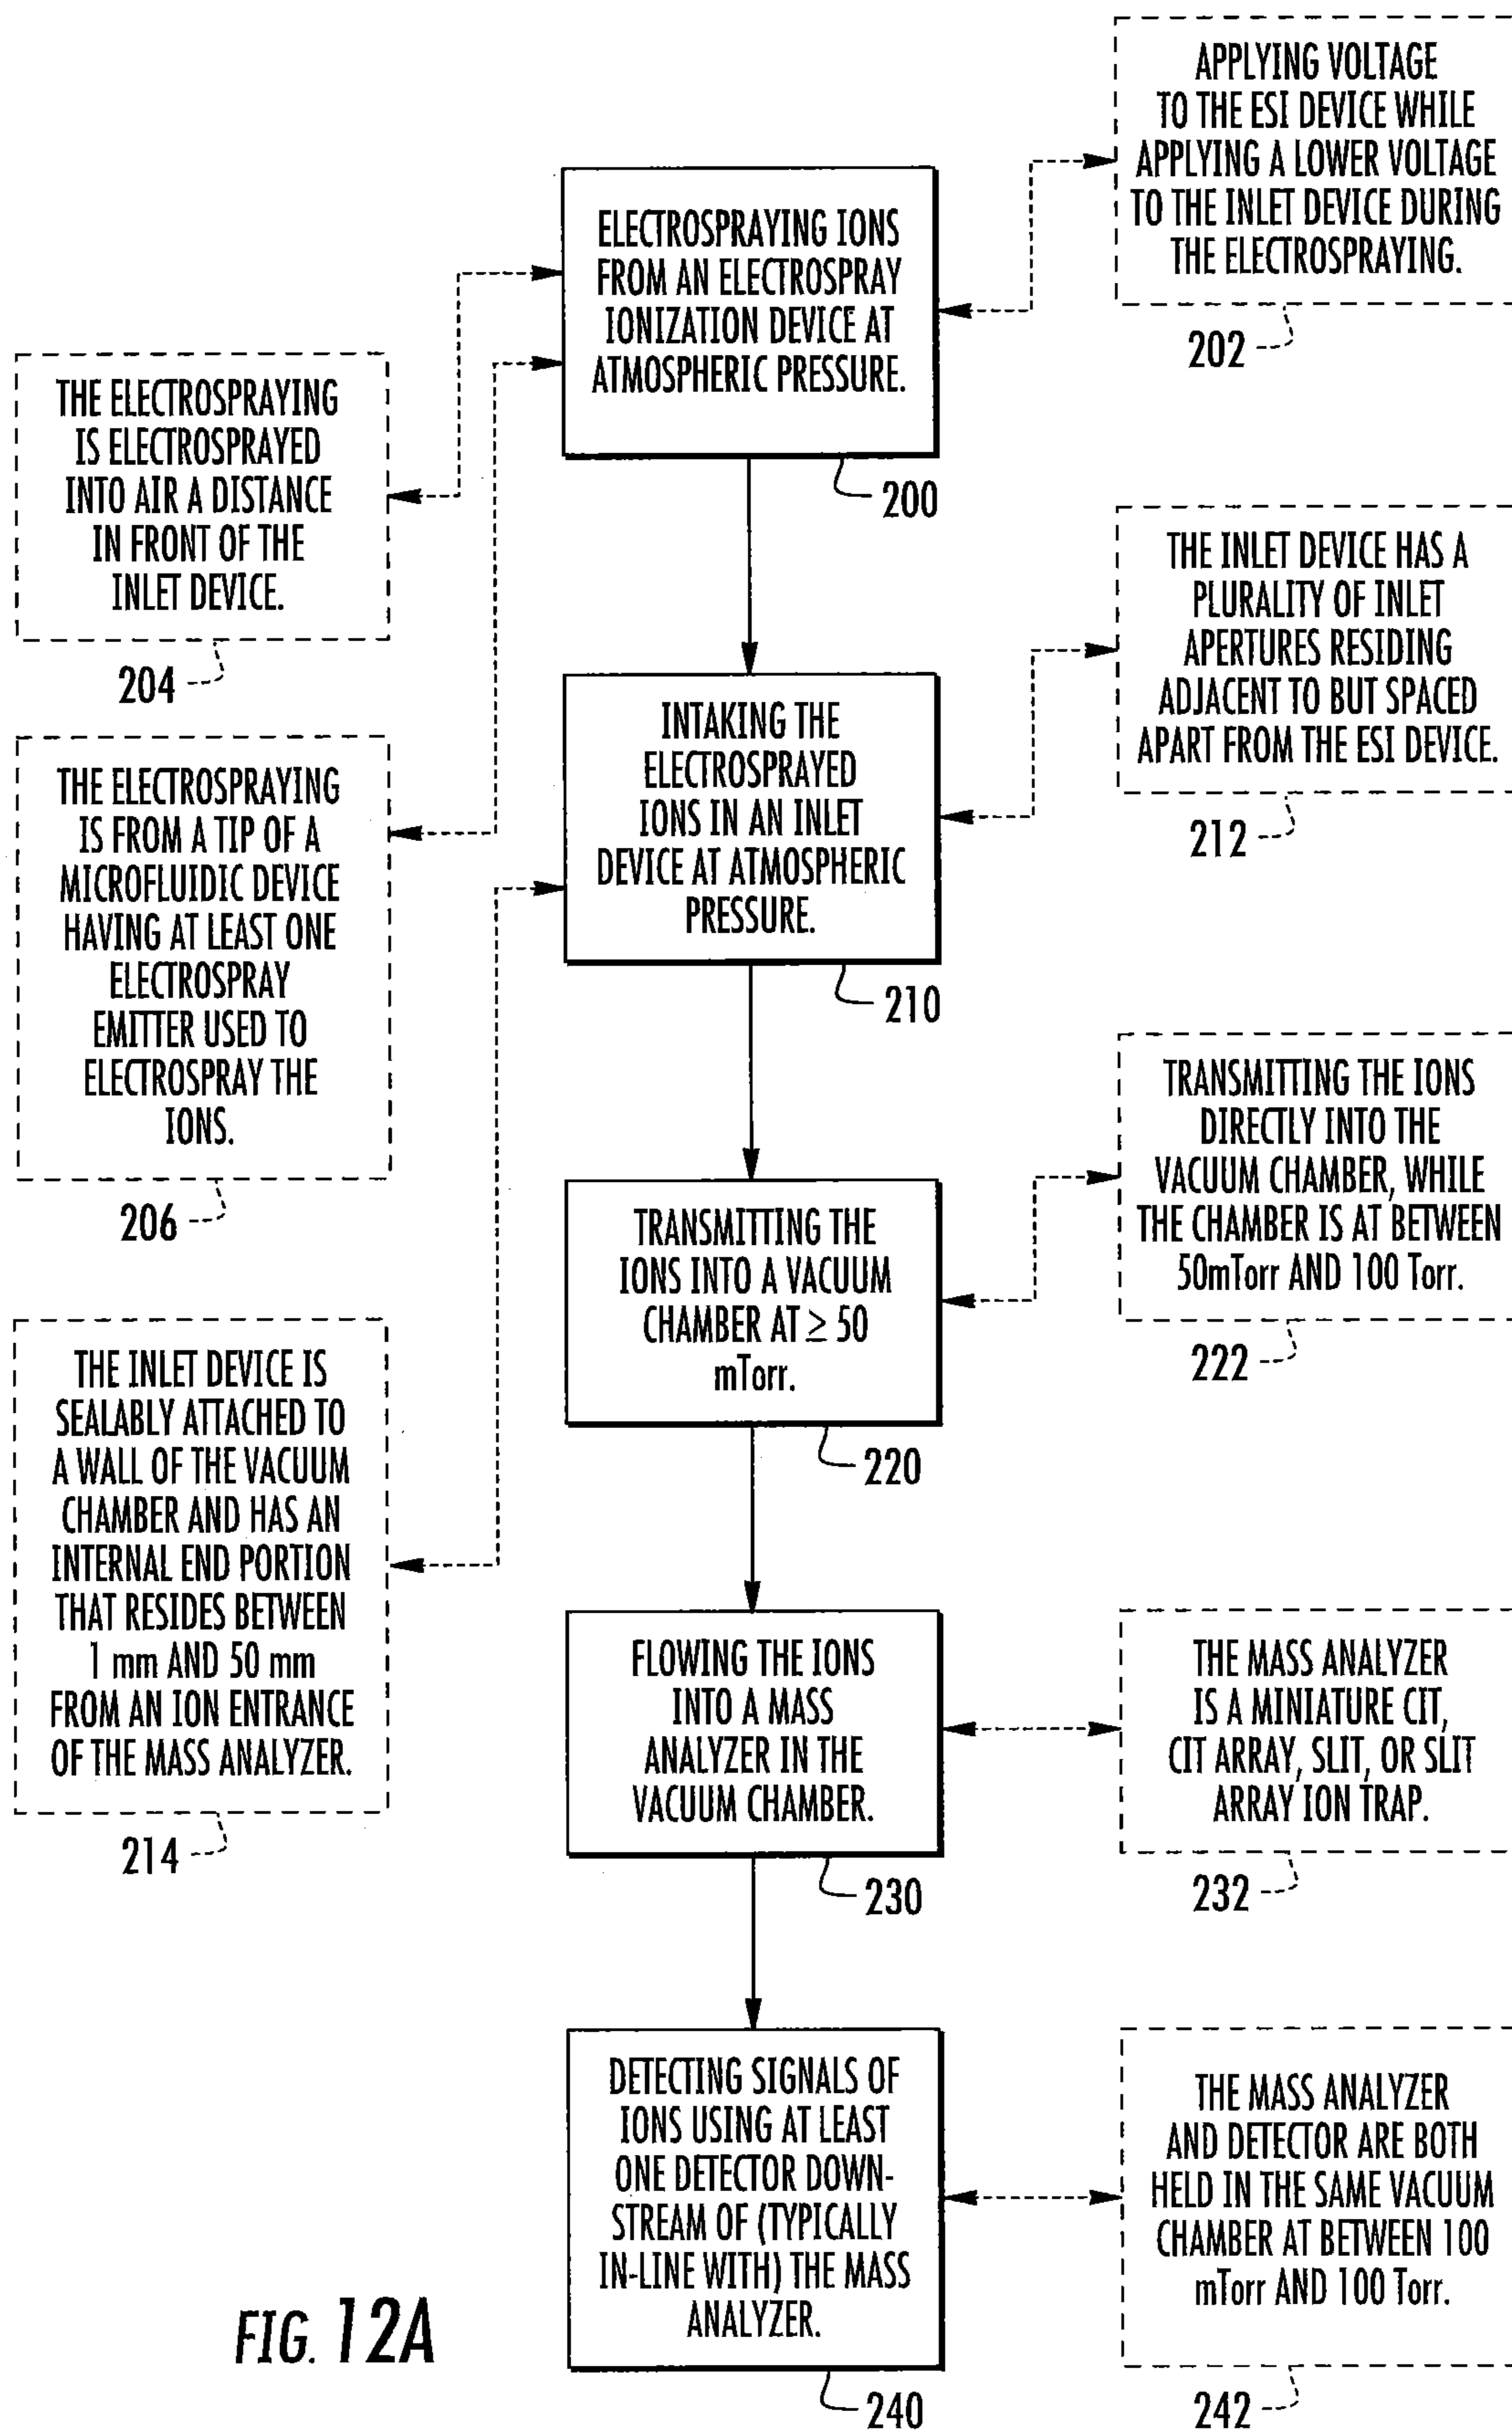 APPLYING VOLTAGE
TO THE ESI DEVICE WHILE
APPLYING A LOWER VOLTAGE
TO THE INLET DEVICE DURING
THE ELECTROSPRAYING.
202
ELECTROSPRAYING IONS
FROM AN ELECTROSPRAY
IONIZATION DEVICE AT
ATMOSPHERIC PRESSURE.
200
THE ELECTROSPRAYING
IS ELECTROSPRAYED
INTO AIR A DISTANCE
IN FRONT OF THE
INLET DEVICE.
204
THE INLET DEVICE HAS A
PLURALITY OF INLET
APERTURES RESIDING
ADJACENT TO BUT SPACED
APART FROM THE ESI DEVICE.
212
INTAKING THE
ELECTROSPRAYED
IONS IN AN INLET
DEVICE AT ATMOSPHERIC
PRESSURE.
210
THE ELECTROSPRAYING
IS FROM A TIP OF A
MICROFLUIDIC DEVICE
HAVING AT LEAST ONE
ELECTROSPRAY
EMITTER USED TO
ELECTROSPRAY THE
IONS.
206
TRANSMITTING THE IONS
DIRECTLY INTO THE
VACUUM CHAMBER, WHILE
THE CHAMBER IS AT BETWEEN
50mTorr AND 100 Torr.
222
TRANSMITTING THE
IONS INTO A VACUUM
CHAMBER AT ≥ 50
mTorr.
220
THE INLET DEVICE IS
SEALABLY ATTACHED TO
A WALL OF THE VACUUM
CHAMBER AND HAS AN
INTERNAL END PORTION
THAT RESIDES BETWEEN
1 mm AND 50 mm
FROM AN ION ENTRANCE
OF THE MASS ANALYZER.
214
FLOWING THE IONS
INTO A MASS
ANALYZER IN THE
VACUUM CHAMBER.
230
THE MASS ANALYZER
IS A MINIATURE CIT,
CIT ARRAY, SLIT, OR SLIT
ARRAY ION TRAP.
232
DETECTING SIGNALS OF
IONS USING AT LEAST
ONE DETECTOR DOWN-
STREAM OF (TYPICALLY
IN-LINE WITH) THE MASS
ANALYZER.
240
THE MASS ANALYZER
AND DETECTOR ARE BOTH
HELD IN THE SAME VACUUM
CHAMBER AT BETWEEN 100
mTorr AND 100 Torr.
242
FIG. 12A